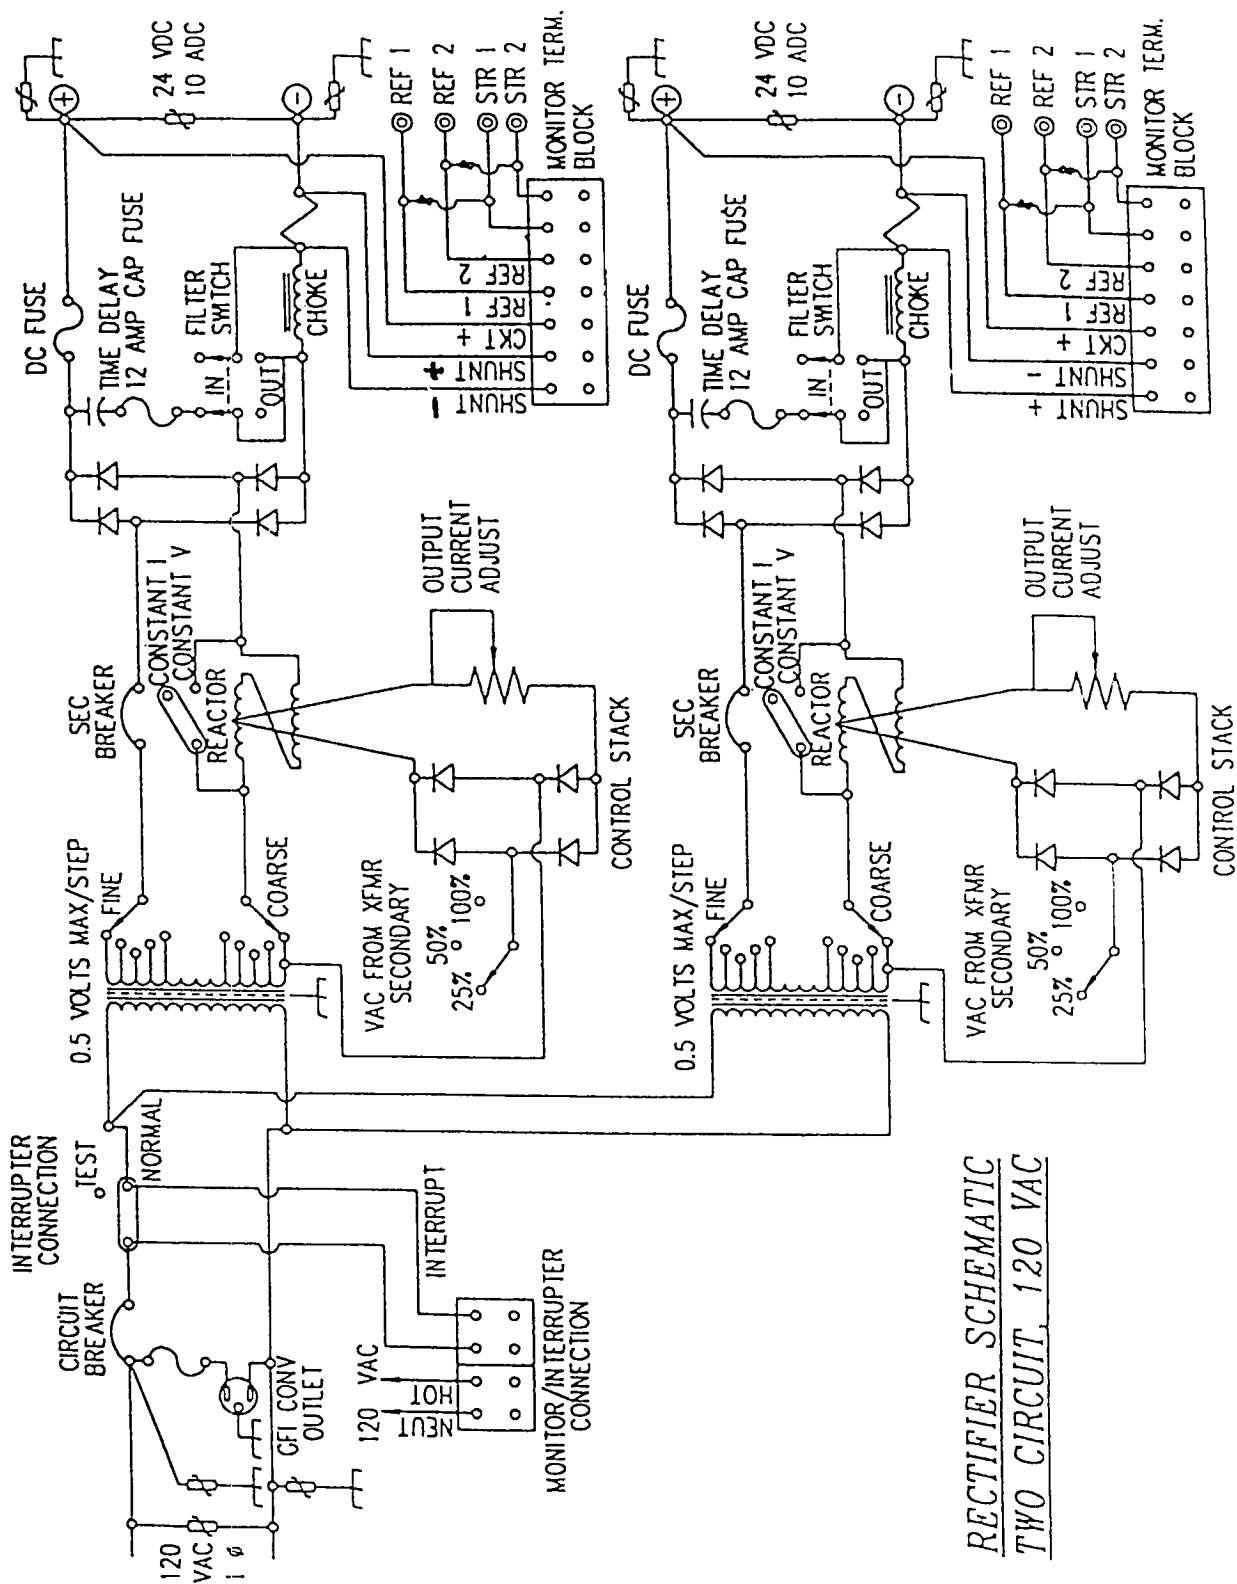 INTERRUPTER
CONNECTION
TEST
NORMAL
CIRCUIT
BREAKER
120
VAC
1 ø
GFI CONV
OUTLET
INTERRUPT
120 VAC
NEUT
HOT
MONITOR/INTERRUPTER
CONNECTION
0.5 VOLTS MAX/STEP
FINE
COARSE
VAC FROM XFMR
SECONDARY
25%
50%
100%
SEC
BREAKER
CONSTANT I
CONSTANT V
REACTOR
OUTPUT
CURRENT
ADJUST
CONTROL STACK
DC FUSE
TIME DELAY
12 AMP CAP FUSE
IN
OUT
FILTER
SWITCH
CHOKE
+
24 VDC
10 ADC
-
REF 1
REF 2
STR 1
STR 2
MONITOR TERM.
BLOCK
SHUNT -
SHUNT +
CKT +
REF 1
REF 2
0.5 VOLTS MAX/STEP
FINE
COARSE
VAC FROM XFMR
SECONDARY
25%
50%
100%
SEC
BREAKER
CONSTANT I
CONSTANT V
REACTOR
OUTPUT
CURRENT
ADJUST
CONTROL STACK
DC FUSE
TIME DELAY
12 AMP CAP FUSE
IN
OUT
FILTER
SWITCH
CHOKE
+
24 VDC
10 ADC
-
REF 1
REF 2
STR 1
STR 2
MONITOR TERM.
BLOCK
SHUNT +
SHUNT -
CKT +
REF 1
REF 2
RECTIFIER SCHEMATIC
TWO CIRCUIT, 120 VAC